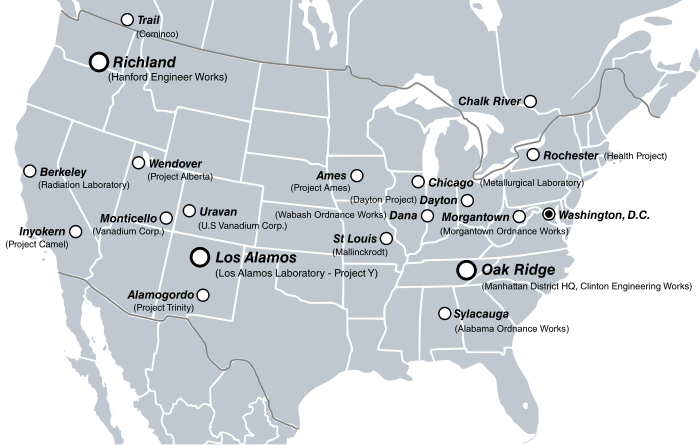 Trail
(Cominco)
Richland
(Hanford Engineer Works)
Chalk River
Rochester (Health Project)
Berkeley
(Radiation Laboratory)
Wendover
(Project Alberta)
Ames
(Project Ames)
Chicago (Metallurgical Laboratory)
(Dayton Project) Dayton
Monticello
(Vanadium Corp.)
Uravan
(U.S Vanadium Corp.)
(Wabash Ordnance Works) Dana
Morgantown
(Morgantown Ordnance Works)
Washington, D.C.
Inyokern
(Project Camel)
St Louis
(Mallinckrodt)
Los Alamos
(Los Alamos Laboratory - Project Y)
Oak Ridge
(Manhattan District HQ, Clinton Engineering Works)
Alamogordo
(Project Trinity)
Sylacauga
(Alabama Ordnance Works)